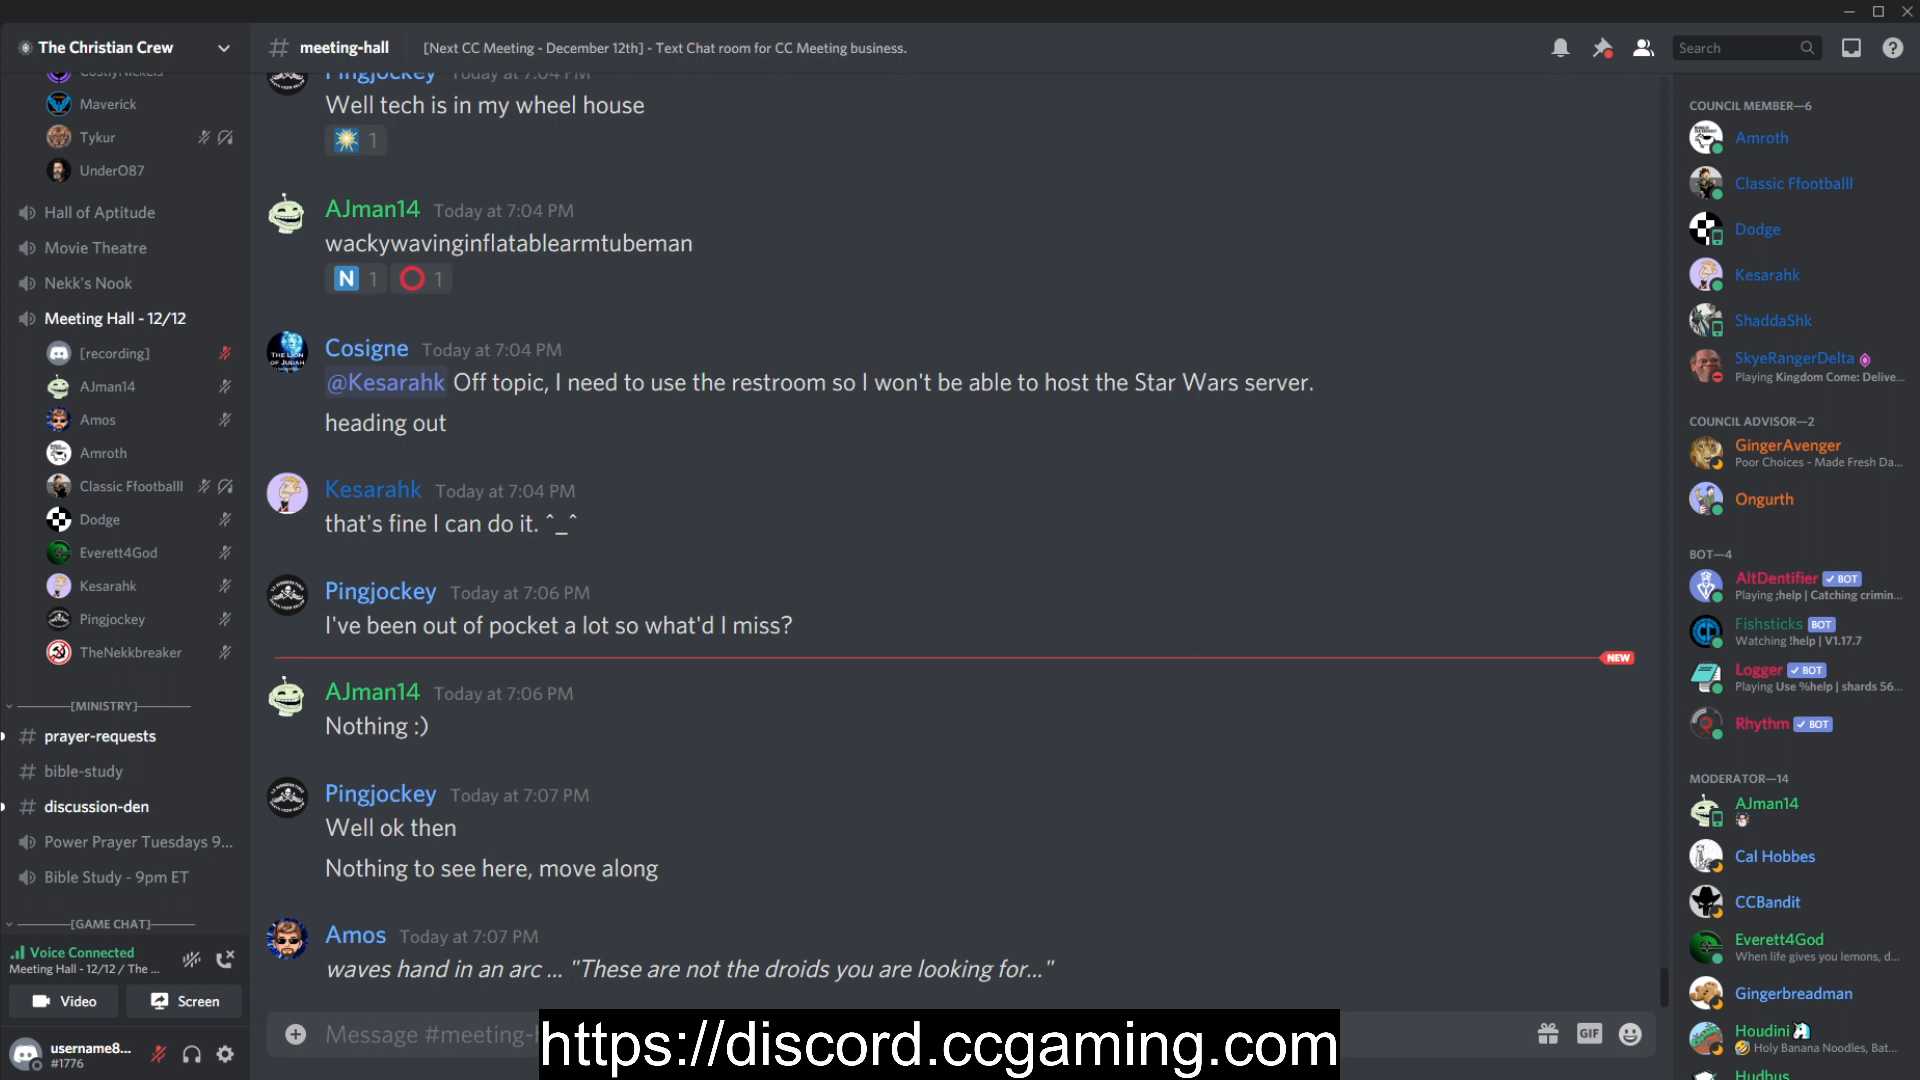 The Christian Crew
CostlyNickels
Maverick
Tykur
UnderO87
Hall of Aptitude
Movie Theatre
Nekk's Nook
Meeting Hall - 12/12
[recording]
AJman14
Amos
Amroth
Classic Ffootballl
Dodge
Everett4God
Kesarahk
Pingjockey
TheNekkbreaker
[MINISTRY]
prayer-requests
bible-study
discussion-den
Power Prayer Tuesdays 9...
Bible Study - 9pm ET
[GAME CHAT]
Voice Connected
Meeting Hall - 12/12 / The ...
Video
Screen
username8...
#1776
meeting-hall
[Next CC Meeting - December 12th] - Text Chat room for CC Meeting business.
Search
Pingjockey Today at 7:04 PM
Well tech is in my wheel house
1
AJman14 Today at 7:04 PM
wackywavinginflatablearmtubeman
N 1 1
THE LION OF JUDAH
Cosigne Today at 7:04 PM
@Kesarahk Off topic, I need to use the restroom so I won't be able to host the Star Wars server.
heading out
Kesarahk Today at 7:04 PM
that's fine I can do it. ^_^
Pingjockey Today at 7:06 PM
I've been out of pocket a lot so what'd I miss?
NEW
AJman14 Today at 7:06 PM
Nothing :)
Pingjockey Today at 7:07 PM
Well ok then
Nothing to see here, move along
Amos Today at 7:07 PM
waves hand in an arc ... "These are not the droids you are looking for..."
Message #meeting-h
GIF
https://discord.ccgaming.com
COUNCIL MEMBER—6
Amroth
Classic Ffootballl
Dodge
Kesarahk
ShaddaShk
SkyeRangerDelta
Playing Kingdom Come: Delive...
COUNCIL ADVISOR—2
GingerAvenger
Poor Choices - Made Fresh Da...
Ongurth
BOT—4
AltDentifier BOT
Playing ;help | Catching crimin...
Fishsticks BOT
Watching !help | V1.17.7
Logger BOT
Playing Use %help | shards 56...
Rhythm BOT
MODERATOR—14
AJman14
Cal Hobbes
CCBandit
Everett4God
When life gives you lemons, d...
Gingerbreadman
Houdini
Holy Banana Noodles, Bat...
Hudbus